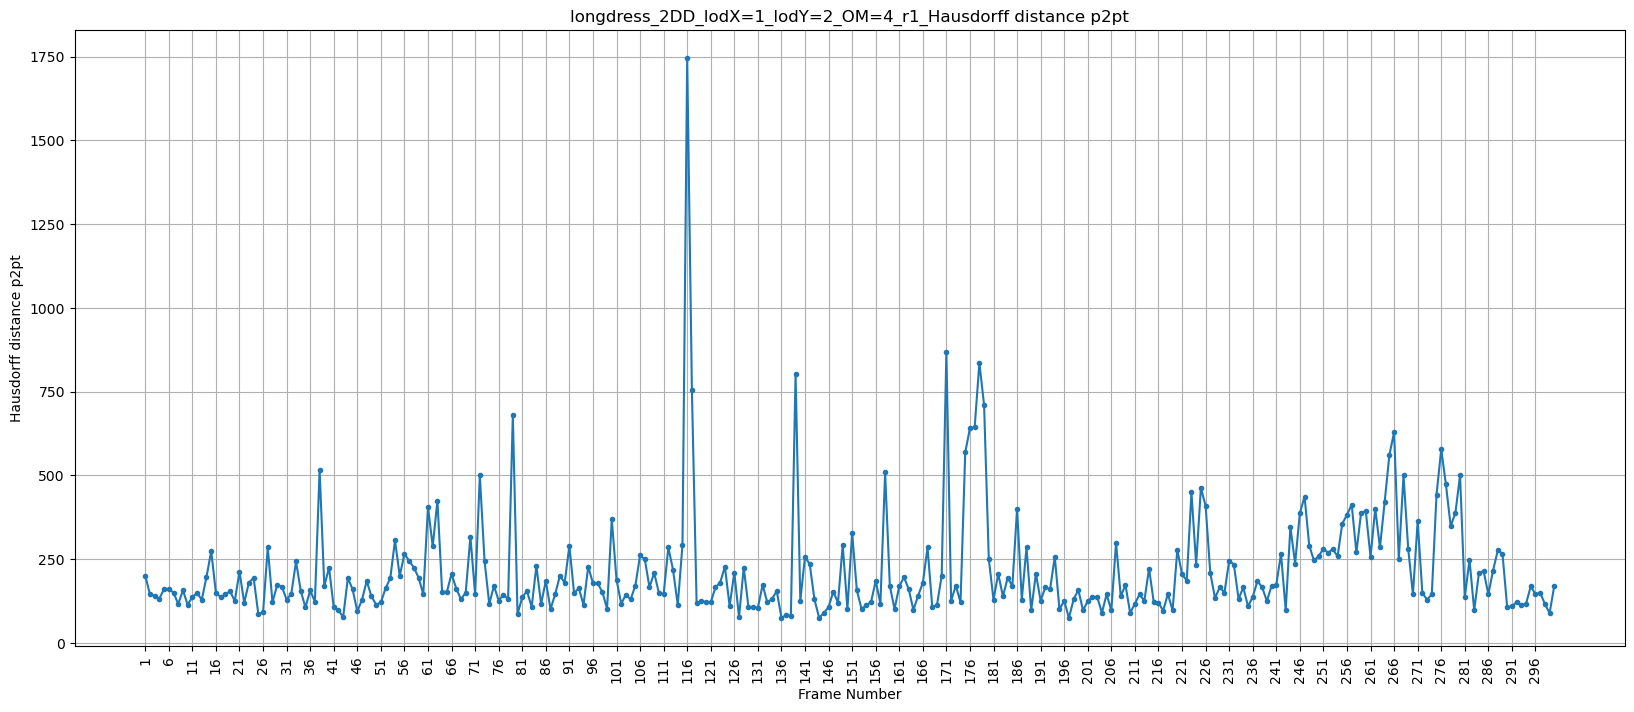 longdress_2DD_lodX=1_lodY=2_OM=4_r1_Hausdorff distance p2pt
Hausdorff distance p2pt
1750
1500
1250
1000
750
500
250
0
1 6 11 16 21 26 31 36 41 46 51 56 61 66 71 76 81 86 91 96 101 106 111 116 121 126 131 136 141 146 151 156 161 166 171 176 181 186 191 196 201 206 211 216 221 226 231 236 241 246 251 256 261 266 271 276 281 286 291 296
Frame Number